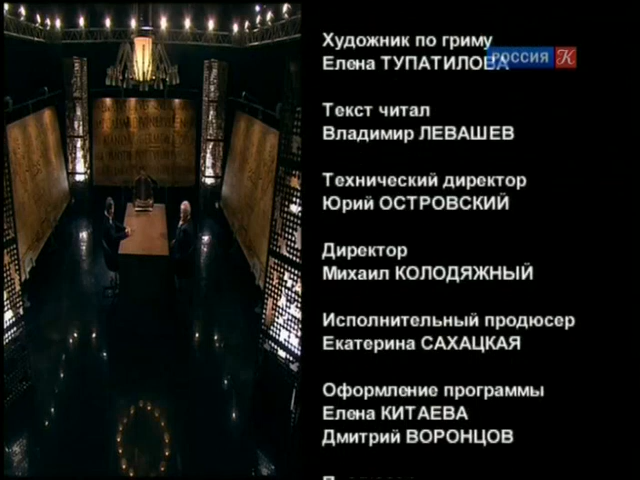 Художник по гриму
Елена ТУПАТИЛОВА
РОССИЯ К
Текст читал
Владимир ЛЕВАШЕВ
Технический директор
Юрий ОСТРОВСКИЙ
Директор
Михаил КОЛОДЯЖНЫЙ
Исполнительный продюсер
Екатерина САХАЦКАЯ
Оформление программы
Елена КИТАЕВА
Дмитрий ВОРОНЦОВ